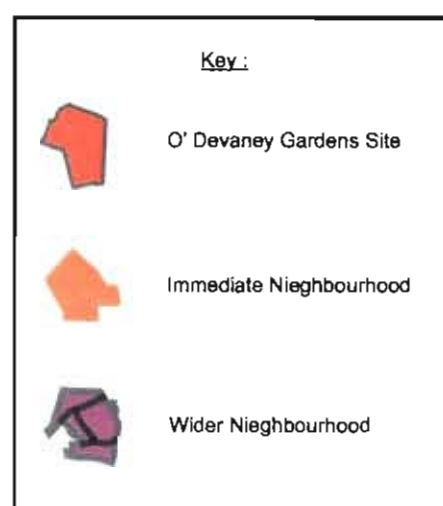 Key :
O' Devaney Gardens Site
Immediate Nieghbourhood
Wider Nieghbourhood